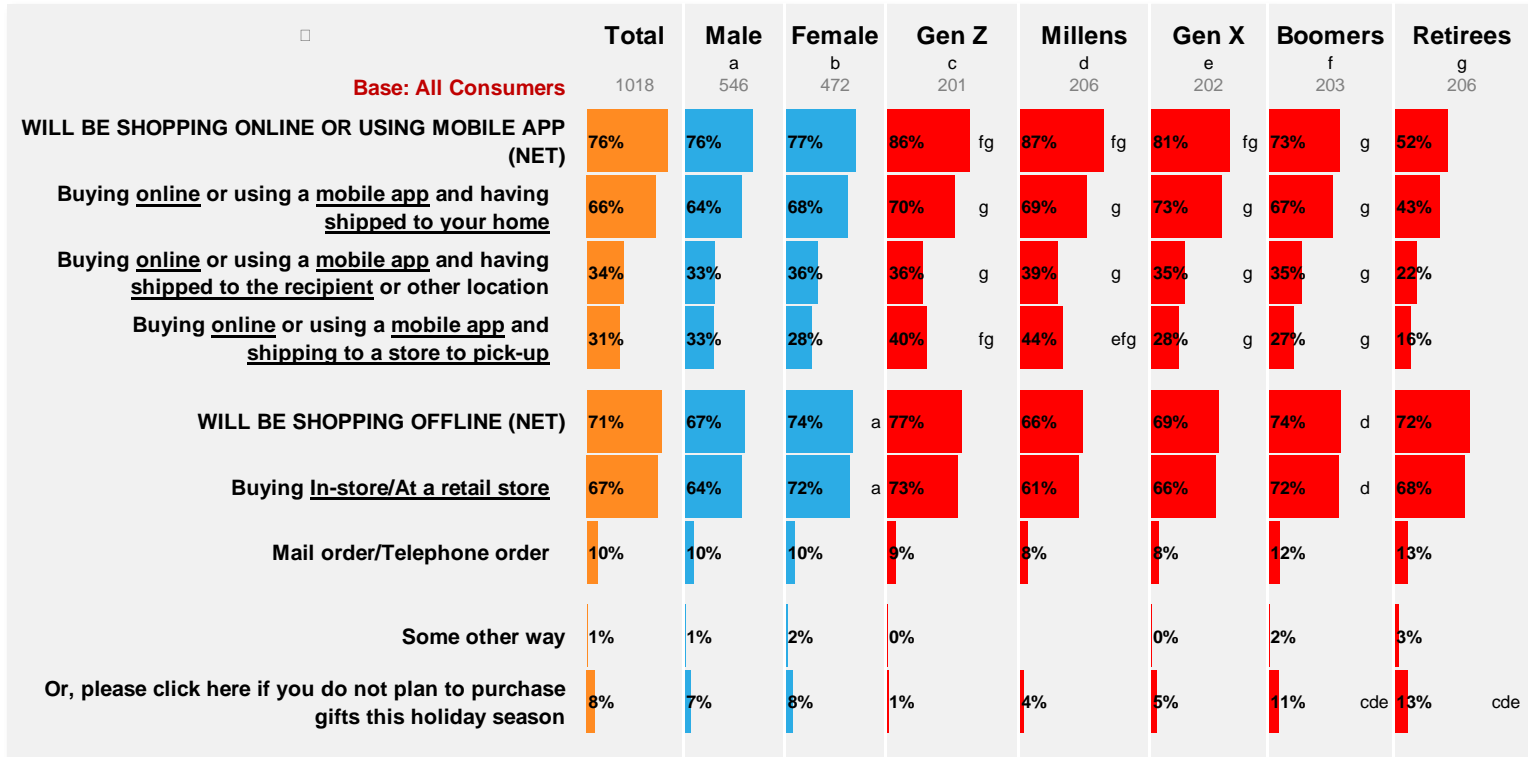 Total Male Female Gen Z Millens Gen X Boomers Retirees
a b c d e f g
Base: All Consumers 1018 546 472 201 206 202 203 206
WILL BE SHOPPING ONLINE OR USING MOBILE APP
(NET) 76% 76% 77% 86% fg 87% fg 81% fg 73% g 52%
Buying online or using a mobile app and having
shipped to your home 66% 64% 68% 70% g 69% g 73% g 67% g 43%
Buying online or using a mobile app and having
shipped to the recipient or other location 34% 33% 36% 36% g 39% g 35% g 35% g 22%
Buying online or using a mobile app and
shipping to a store to pick-up 31% 33% 28% 40% fg 44% efg 28% g 27% g 16%
WILL BE SHOPPING OFFLINE (NET) 71% 67% 74% a 77% 66% 69% 74% d 72%
Buying In-store/At a retail store 67% 64% 72% a 73% 61% 66% 72% d 68%
Mail order/Telephone order 10% 10% 10% 9% 8% 8% 12% 13%
Some other way 1% 1% 2% 0% 0% 2% 3%
Or, please click here if you do not plan to purchase
gifts this holiday season 8% 7% 8% 1% 4% 5% 11% cde 13% cde